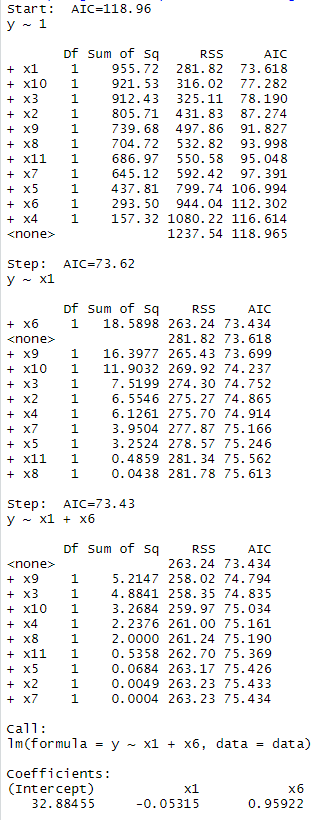 Start:  AIC=118.96
y ~ 1

       Df Sum of Sq     RSS     AIC
+ x1    1    955.72  281.82  73.618
+ x10   1    921.53  316.02  77.282
+ x3    1    912.43  325.11  78.190
+ x2    1    805.71  431.83  87.274
+ x9    1    739.68  497.86  91.827
+ x8    1    704.72  532.82  93.998
+ x11   1    686.97  550.58  95.048
+ x7    1    645.12  592.42  97.391
+ x5    1    437.81  799.74 106.994
+ x6    1    293.50  944.04 112.302
+ x4    1    157.32 1080.22 116.614
<none>              1237.54 118.965

Step:  AIC=73.62
y ~ x1

       Df Sum of Sq    RSS    AIC
+ x6    1   18.5898 263.24 73.434
<none>              281.82 73.618
+ x9    1   16.3977 265.43 73.699
+ x10   1   11.9032 269.92 74.237
+ x3    1    7.5199 274.30 74.752
+ x2    1    6.5546 275.27 74.865
+ x4    1    6.1261 275.70 74.914
+ x7    1    3.9504 277.87 75.166
+ x5    1    3.2524 278.57 75.246
+ x11   1    0.4859 281.34 75.562
+ x8    1    0.0438 281.78 75.613

Step:  AIC=73.43
y ~ x1 + x6

       Df Sum of Sq    RSS    AIC
<none>              263.24 73.434
+ x9    1    5.2147 258.02 74.794
+ x3    1    4.8841 258.35 74.835
+ x10   1    3.2684 259.97 75.034
+ x4    1    2.2376 261.00 75.161
+ x8    1    2.0000 261.24 75.190
+ x11   1    0.5358 262.70 75.369
+ x5    1    0.0684 263.17 75.426
+ x2    1    0.0049 263.23 75.433
+ x7    1    0.0004 263.23 75.434

Call:
lm(formula = y ~ x1 + x6, data = data)

Coefficients:
(Intercept)           x1           x6
   32.88455     -0.05315      0.95922